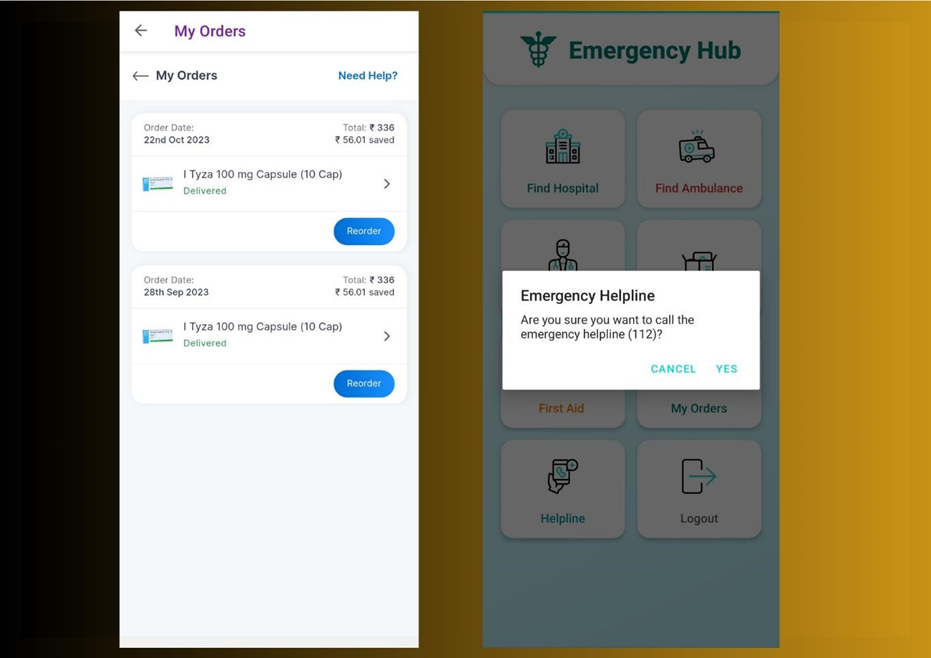 My Orders
My Orders
Need Help?
Order Date:
22nd Oct 2023
Total: ₹ 336
₹ 56.01 saved
I Tyza 100 mg Capsule (10 Cap)
Delivered
Reorder
Order Date:
28th Sep 2023
Total: ₹ 336
₹ 56.01 saved
I Tyza 100 mg Capsule (10 Cap)
Delivered
Reorder
Emergency Hub
Find Hospital
Find Ambulance
Emergency Helpline
Are you sure you want to call the
emergency helpline (112)?
CANCEL
YES
First Aid
My Orders
Helpline
Logout